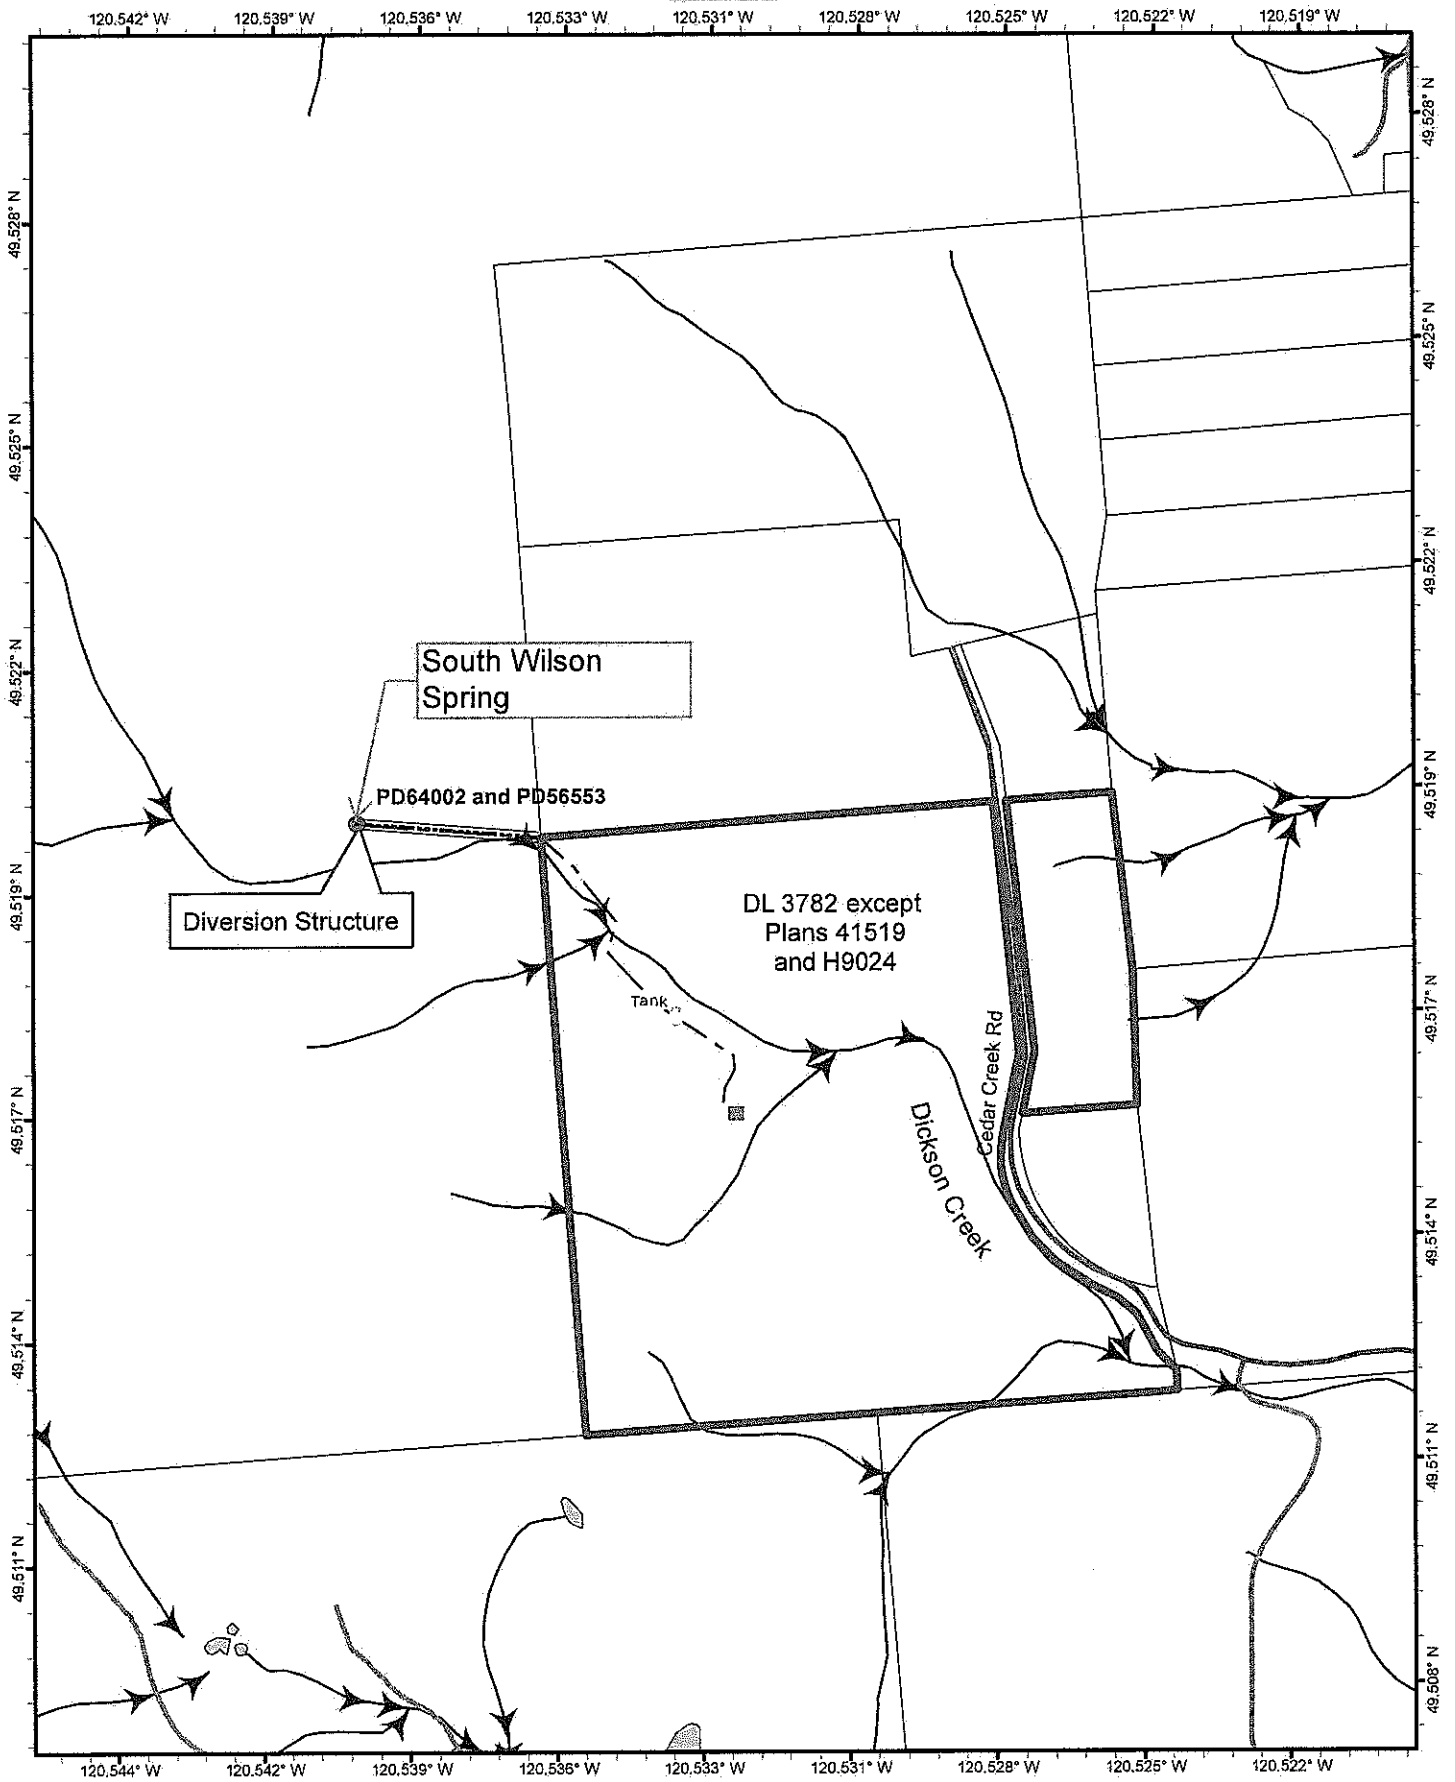 120.542° W
120.539° W
120.536° W
120.533° W
120.531° W
120.528° W
120.525° W
120.522° W
120.519° W
49.528° N
49.528° N
49.525° N
49.525° N
49.522° N
South Wilson
Spring
49.522° N
PD64002 and PD56553
49.519° N
Diversion Structure
49.519° N
DL 3782 except
Plans 41519
and H9024
Tank
Cedar Creek Rd
49.517° N
49.517° N
Dickson Creek
49.514° N
49.514° N
49.511° N
49.511° N
49.508° N
120.544° W
120.542° W
120.539° W
120.536° W
120.533° W
120.531° W
120.528° W
120.525° W
120.522° W